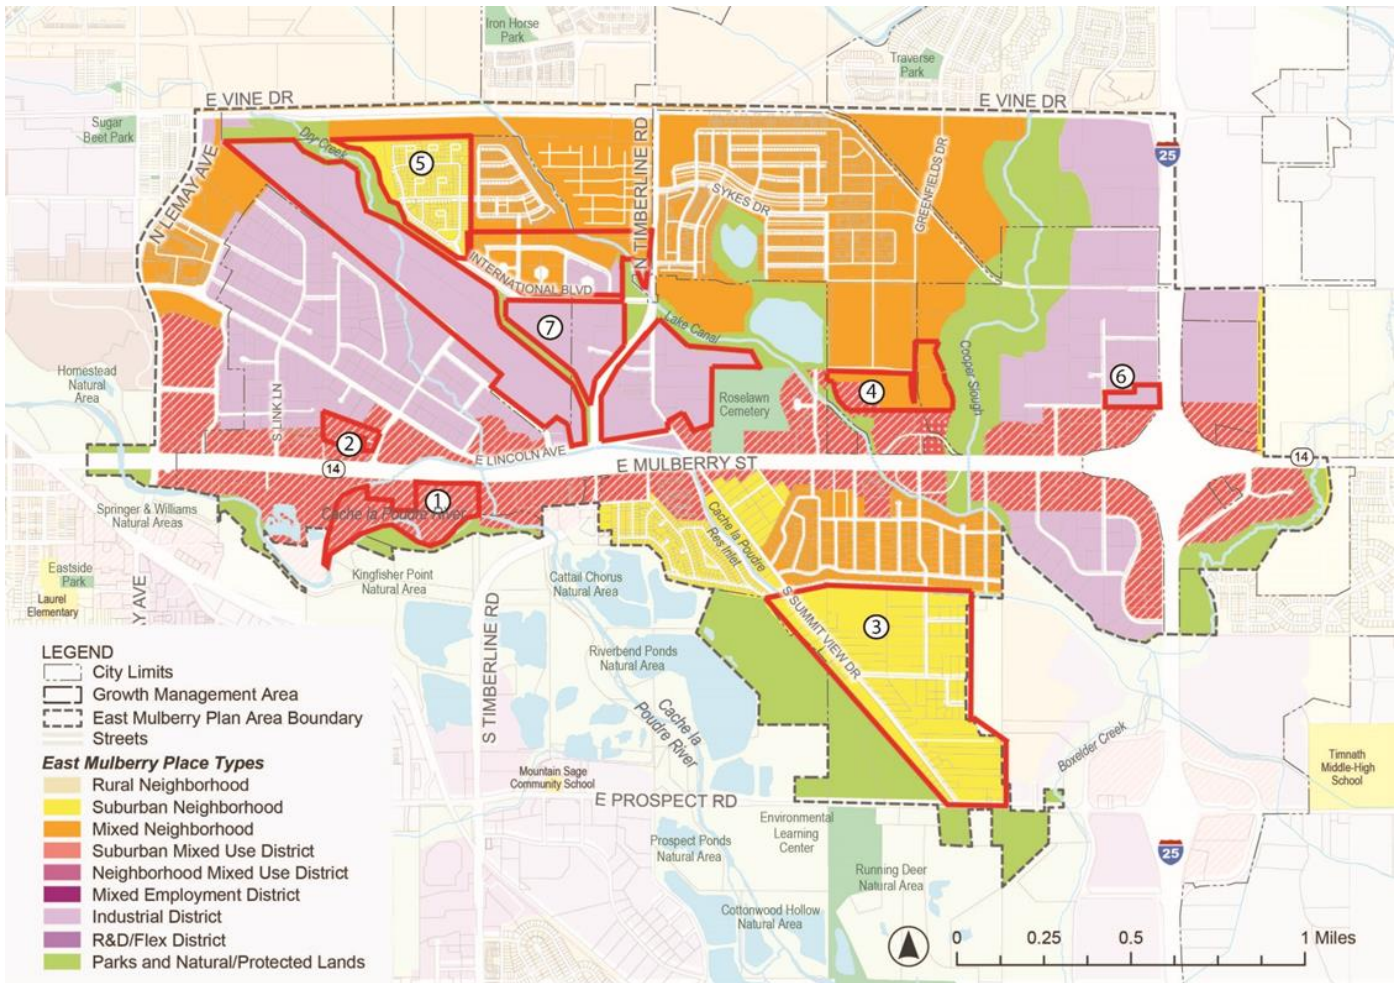 Iron Horse
Park
Traverse
Park
E VINE DR
E VINE DR
Sugar
Beet Park
Dry Creek
N LEMAY AVE
N TIMBERLINE RD
GREENFIELDS DR
25
5
SYKES DR
INTERNATIONAL BLVD
7
Lake Canal
Cooper Slough
Homestead
Natural
Area
S LINK LN
4
6
Roselawn
Cemetery
2
14
E LINCOLN AVE
E MULBERRY ST
14
1
Cache la Poudre River
Springer & Williams
Natural Areas
Cache la Poudre
Res Inlet
Eastside
Park
Laurel
Elementary
AY AVE
Kingfisher Point
Natural Area
Cattail Chorus
Natural Area
S TIMBERLINE RD
S SUMMIT VIEW DR
3
Riverbend Ponds
Natural Area
Cache la
Poudre River
Boxelder Creek
Mountain Sage
Community School
Timnath
Middle-High
School
E PROSPECT RD
Environmental
Learning
Center
Prospect Ponds
Natural Area
25
Running Deer
Natural Area
Cottonwood Hollow
Natural Area
LEGEND
City Limits
Growth Management Area
East Mulberry Plan Area Boundary
Streets
East Mulberry Place Types
Rural Neighborhood
Suburban Neighborhood
Mixed Neighborhood
Suburban Mixed Use District
Neighborhood Mixed Use District
Mixed Employment District
Industrial District
R&D/Flex District
Parks and Natural/Protected Lands
0 0.25 0.5 1 Miles